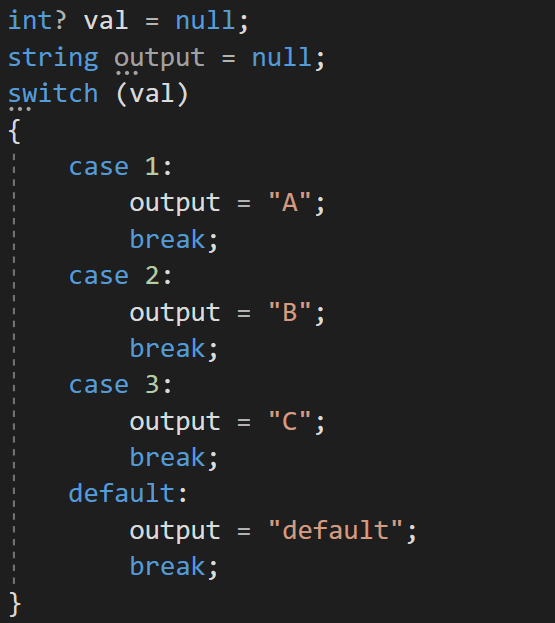 int? val = null;
string output = null;
switch (val)
{
    case 1:
        output = "A";
        break;
    case 2:
        output = "B";
        break;
    case 3:
        output = "C";
        break;
    default:
        output = "default";
        break;
}